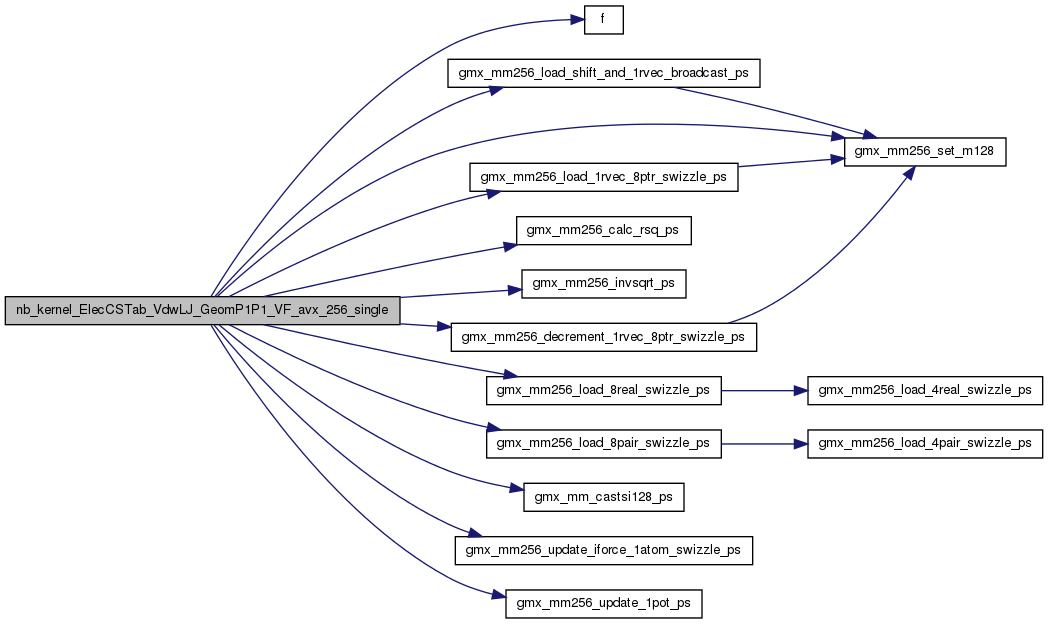 f
gmx_mm256_load_shift_and_1rvec_broadcast_ps
gmx_mm256_set_m128
gmx_mm256_load_1rvec_8ptr_swizzle_ps
gmx_mm256_calc_rsq_ps
gmx_mm256_invsqrt_ps
nb_kernel_ElecCSTab_VdwLJ_GeomP1P1_VF_avx_256_single
gmx_mm256_decrement_1rvec_8ptr_swizzle_ps
gmx_mm256_load_8real_swizzle_ps
gmx_mm256_load_4real_swizzle_ps
gmx_mm256_load_8pair_swizzle_ps
gmx_mm256_load_4pair_swizzle_ps
gmx_mm_castsi128_ps
gmx_mm256_update_iforce_1atom_swizzle_ps
gmx_mm256_update_1pot_ps